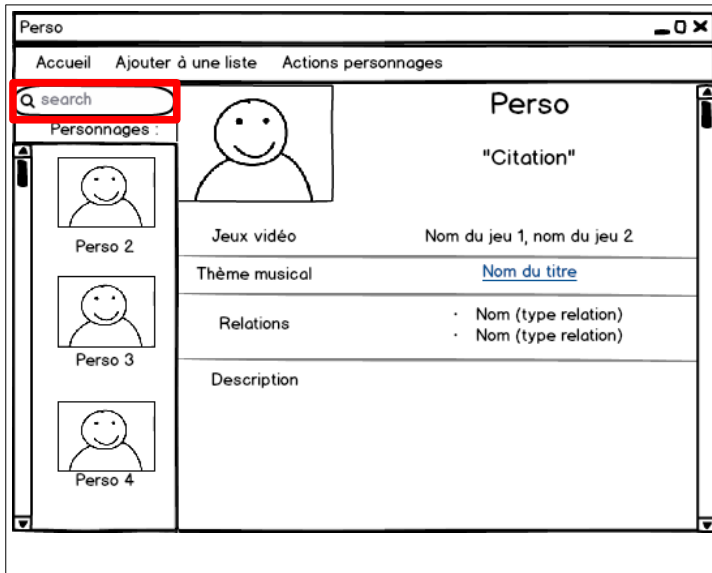 Perso
Accueil Ajouter à une liste Actions personnages
search
Personnages :
Perso 2
Perso 3
Perso 4
Perso
"Citation"
Jeux vidéo Nom du jeu 1, nom du jeu 2
Thème musical Nom du titre
Relations · Nom (type relation)
· Nom (type relation)
Description